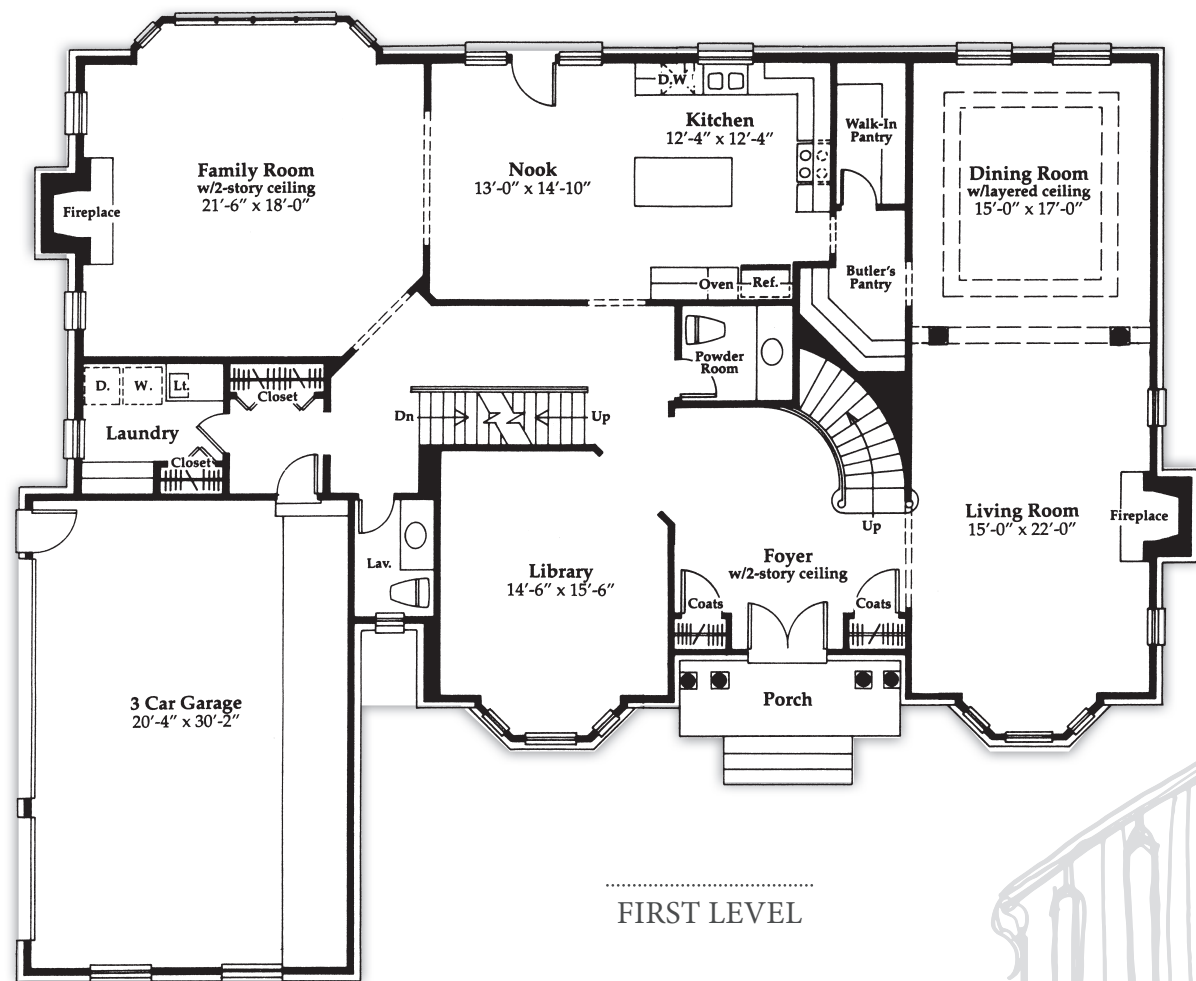 Family Room
w/2-story ceiling
21'-6" x 18'-0"
Fireplace
Nook
13'-0" x 14'-10"
D.W
Kitchen
12'-4" x 12'-4"
Walk-In
Pantry
Dining Room
w/layered ceiling
15'-0" x 17'-0"
Butler's
Pantry
Oven
Ref.
Powder
Room
D.
W.
Lt.
Closet
Laundry
Closet
Dn
Up
Up
Living Room
15'-0" x 22'-0"
Fireplace
Foyer
w/2-story ceiling
Coats
Coats
Library
14'-6" x 15'-6"
Lav.
3 Car Garage
20'-4" x 30'-2"
Porch
FIRST LEVEL